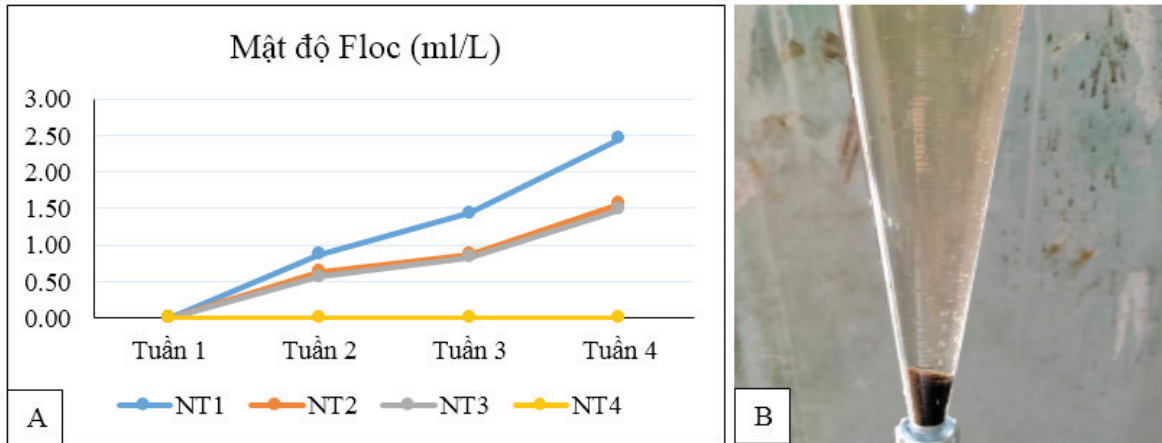 Mật độ Floc (ml/L)
3.00
2.50
2.00
1.50
1.00
0.50
0.00
Tuần 1 Tuần 2 Tuần 3 Tuần 4
NT1 NT2 NT3 NT4
A
B